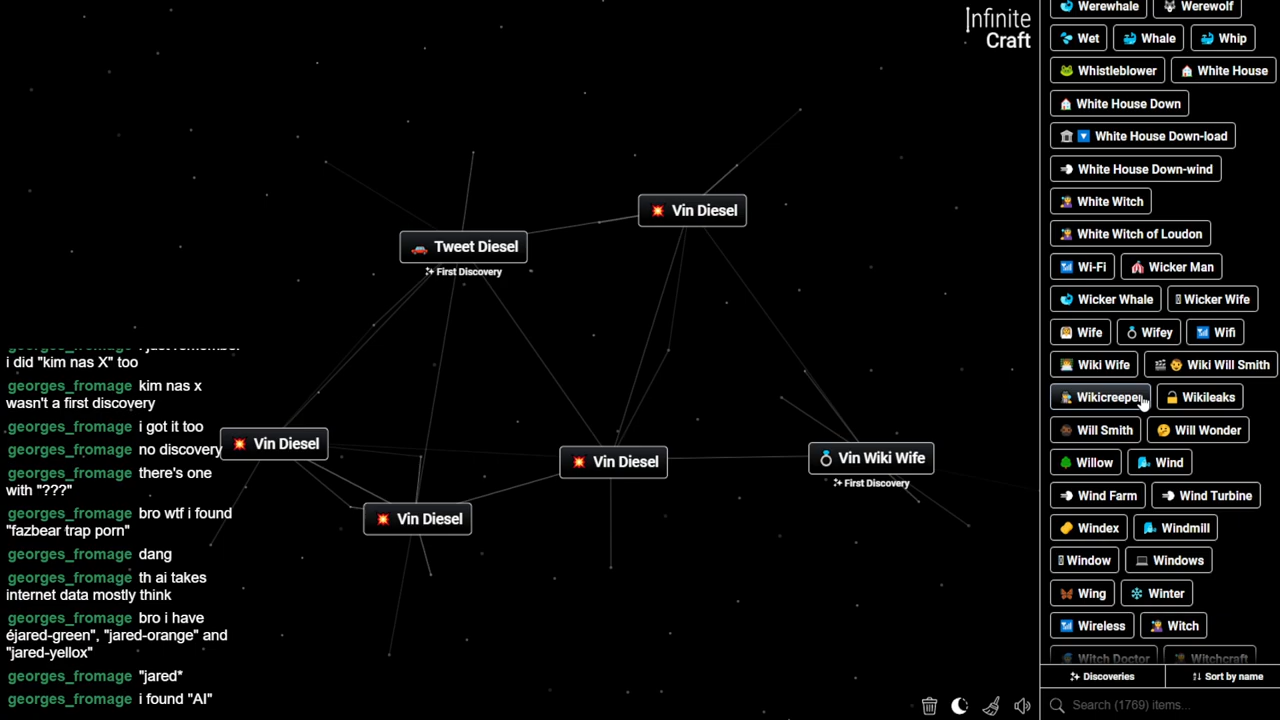 Infinite
Craft
Tweet Diesel
First Discovery
Vin Diesel
Vin Diesel
Vin Diesel
Vin Diesel
Vin Wiki Wife
First Discovery
i did "kim nas X" too
georges_fromage kim nas x
wasn't a first discovery
georges_fromage i got it too
georges_fromage no discovery
georges_fromage there's one
with "???"
georges_fromage bro wtf i found
"fazbear trap porn"
georges_fromage dang
georges_fromage th ai takes
internet data mostly think
georges_fromage bro i have
éjared-green", "jared-orange" and
"jared-yellox"
georges_fromage "jared*
georges_fromage i found "AI"
Werewhale Werewolf
Wet Whale Whip
Whistleblower White House
White House Down
White House Down-load
White House Down-wind
White Witch
White Witch of Loudon
Wi-Fi Wicker Man
Wicker Whale Wicker Wife
Wife Wifey Wifi
Wiki Wife Wiki Will Smith
Wikicreeper Wikileaks
Will Smith Will Wonder
Willow Wind
Wind Farm Wind Turbine
Windex Windmill
Window Windows
Wing Winter
Wireless Witch
Witch Doctor Witchcraft
Discoveries Sort by name
Search (1769) items...